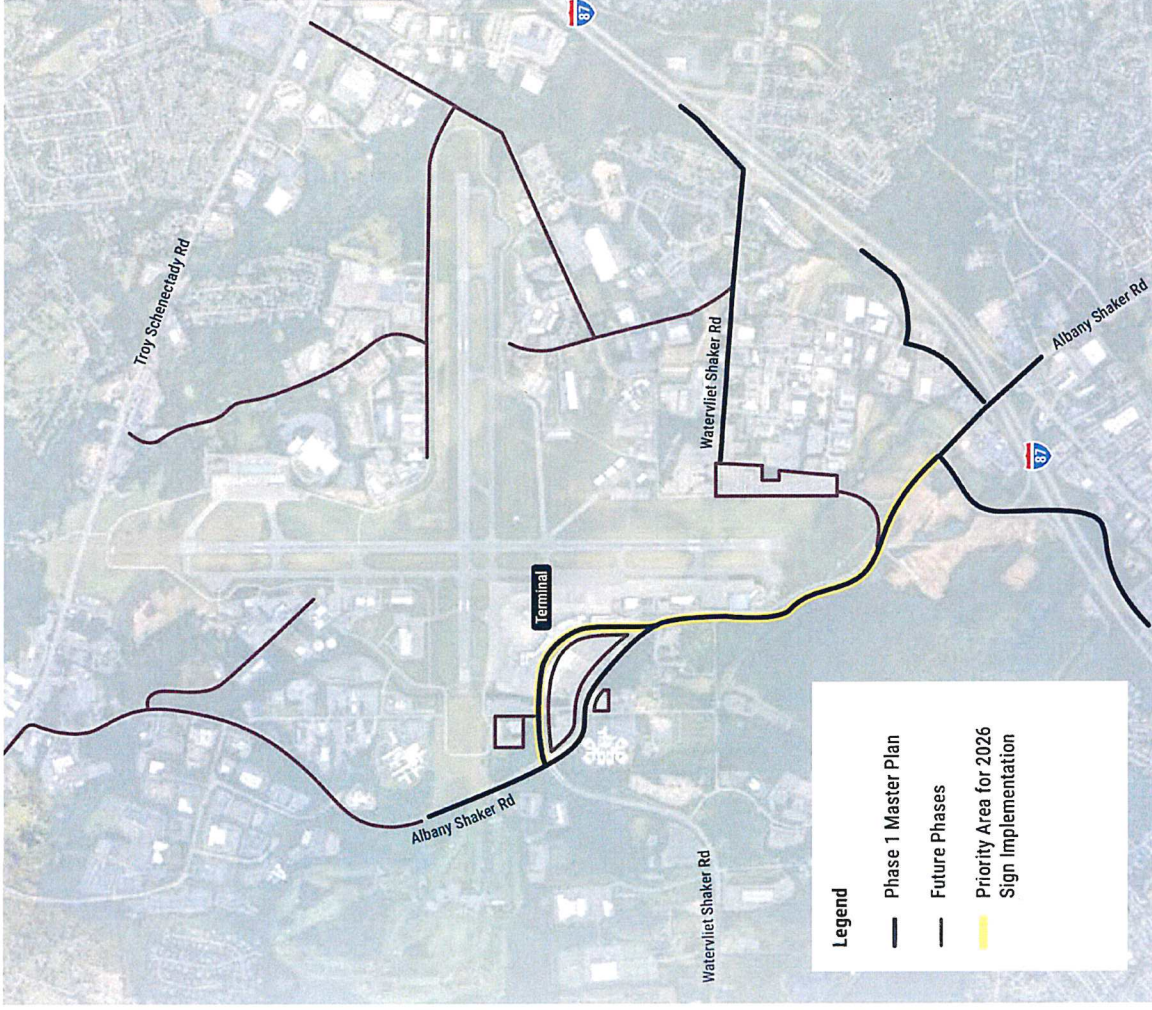 87
Troy Schenectady Rd
Watervliet Shaker Rd
Albany Shaker Rd
87
Terminal
Albany Shaker Rd
Watervliet Shaker Rd
Legend
Phase 1 Master Plan
Future Phases
Priority Area for 2026
Sign Implementation